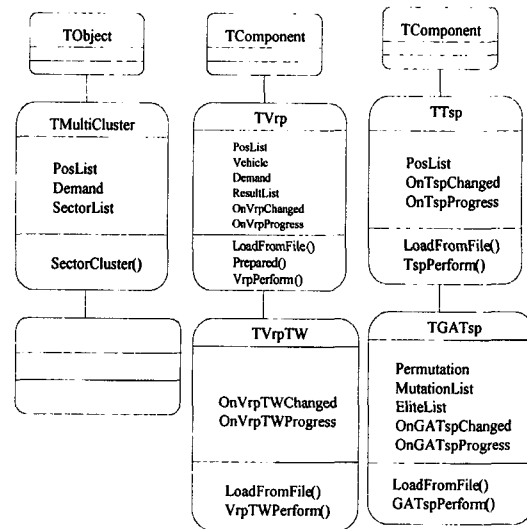 TObject
TMultiCluster
PosList
Demand
SectorList
SectorCluster()
TComponent
TVrp
PosList
Vehicle
Demand
ResultList
OnVrpChanged
OnVrpProgress
LoadFromFile()
Prepared()
VrpPerform()
TVrpTW
OnVrpTWChanged
OnVrpTWProgress
LoadFromFile()
VrpTWPerform()
TComponent
TTsp
PosList
OnTspChanged
OnTspProgress
LoadFromFile()
TspPerform()
TGATsp
Permutation
MutationList
EliteList
OnGATspChanged
OnGATspProgress
LoadFromFile()
GATspPerform()